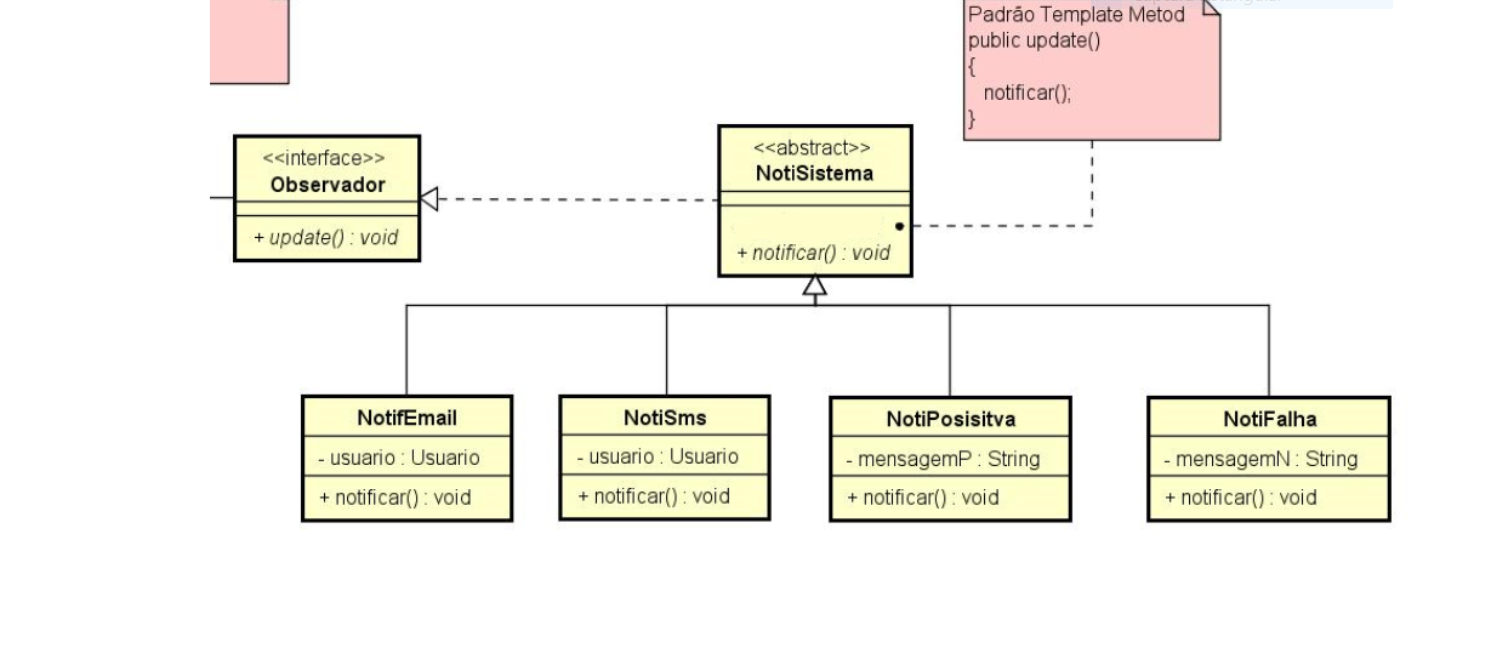 Padrão Template Metod
public update()
{
notificar();
}
<<interface>>
Observador
+ update() : void
<<abstract>>
NotiSistema
+ notificar() : void
NotifEmail
- usuario : Usuario
+ notificar() : void
NotiSms
- usuario : Usuario
+ notificar() : void
NotiPosisitva
- mensagemP : String
+ notificar() : void
NotiFalha
- mensagemN : String
+ notificar() : void